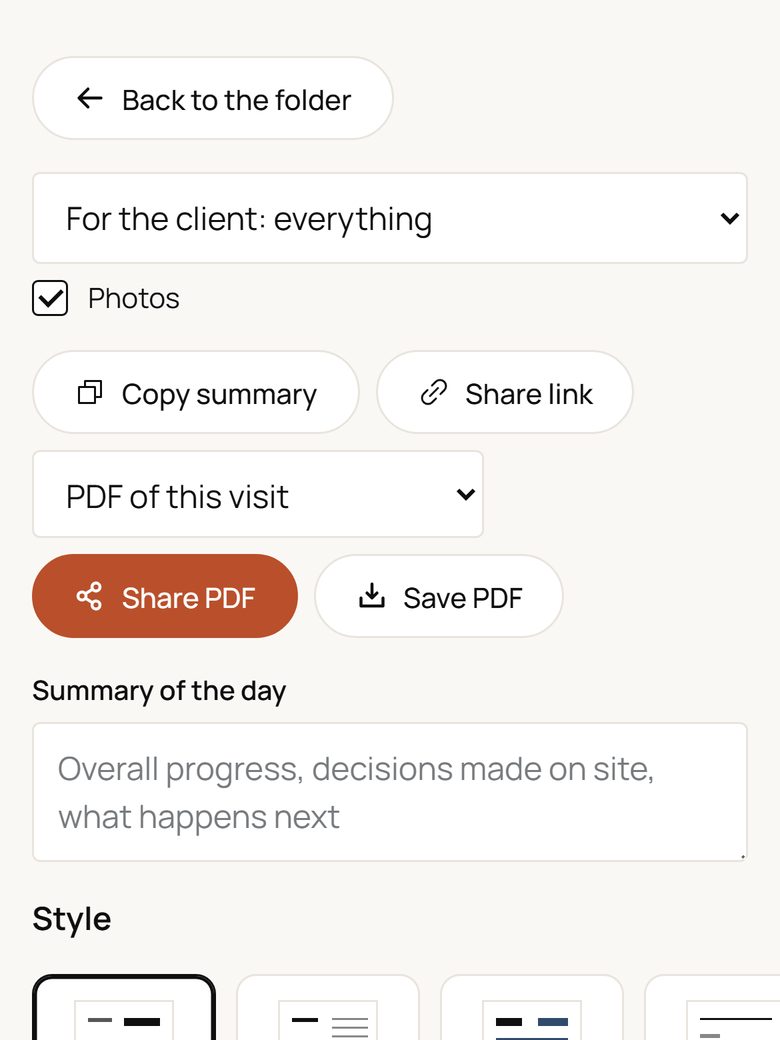 Back to the folder
For the client: everything
Photos
Copy summary
Share link
PDF of this visit
Share PDF
Save PDF
Summary of the day
Overall progress, decisions made on site,
what happens next
Style